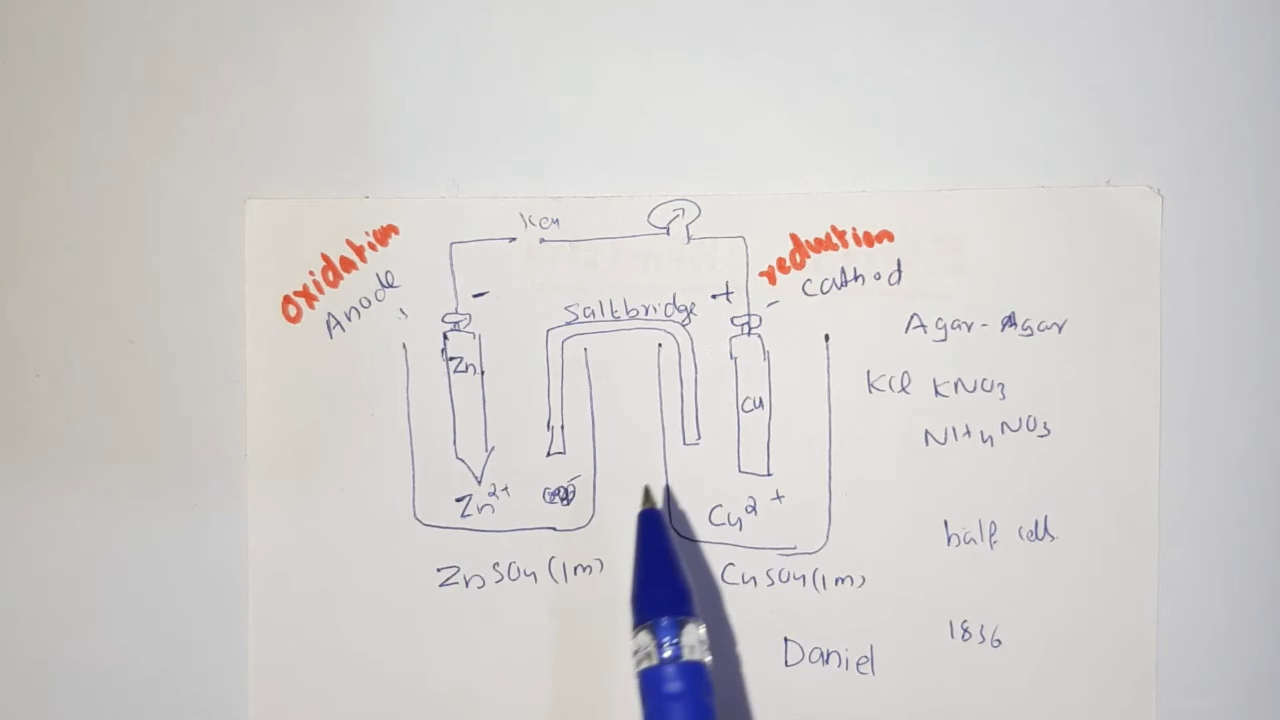 Key
oxidation
Anode
reduction
cathod
-
+
Saltbridge
Zn
Cu
Agar-Agar
KCl KNO3
NH4NO3
Zn2+
Cu2+
half cells.
ZnSO4 (1m)
CuSO4 (1m)
Daniel
1836